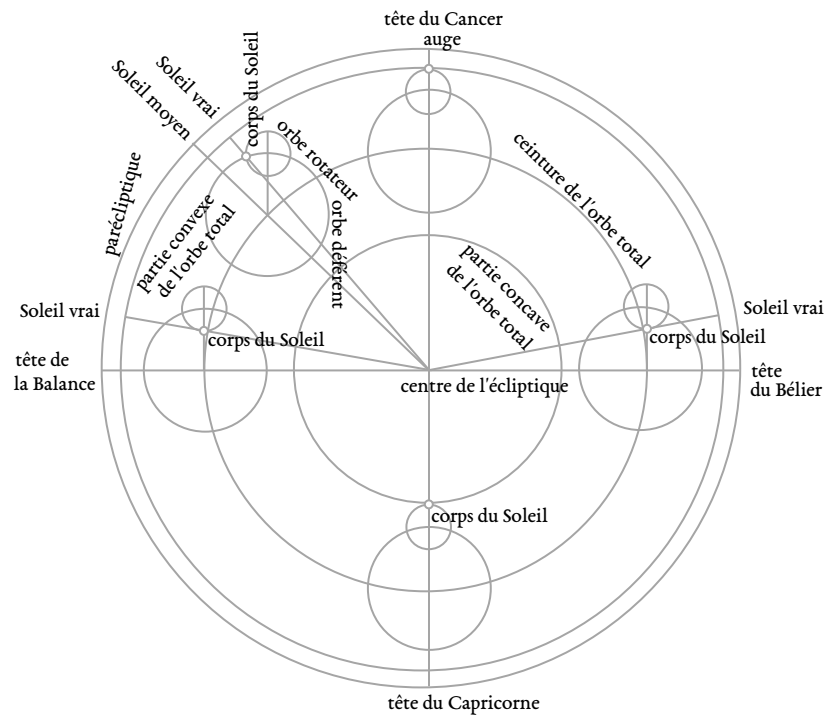 tête du Cancer
auge
Soleil vrai
Soleil moyen
corps du Soleil
orbe rotateur
orbe déférent
parécliptique
partie convexe
de l'orbe total
ceinture de l'orbe total
partie concave
de l'orbe total
Soleil vrai
corps du Soleil
Soleil vrai
corps du Soleil
tête de
la Balance
centre de l'écliptique
tête
du Bélier
corps du Soleil
tête du Capricorne